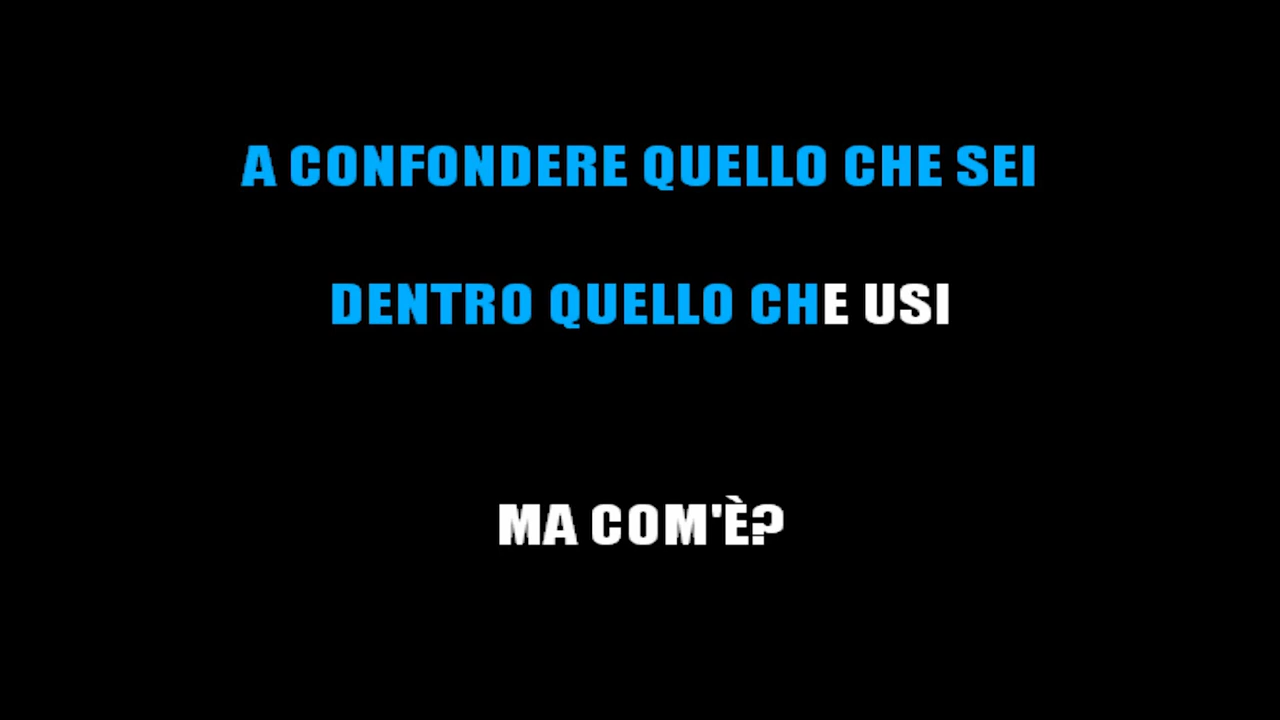 A CONFONDERE QUELLO CHE SEI
DENTRO QUELLO CHE USI
MA COM'È?